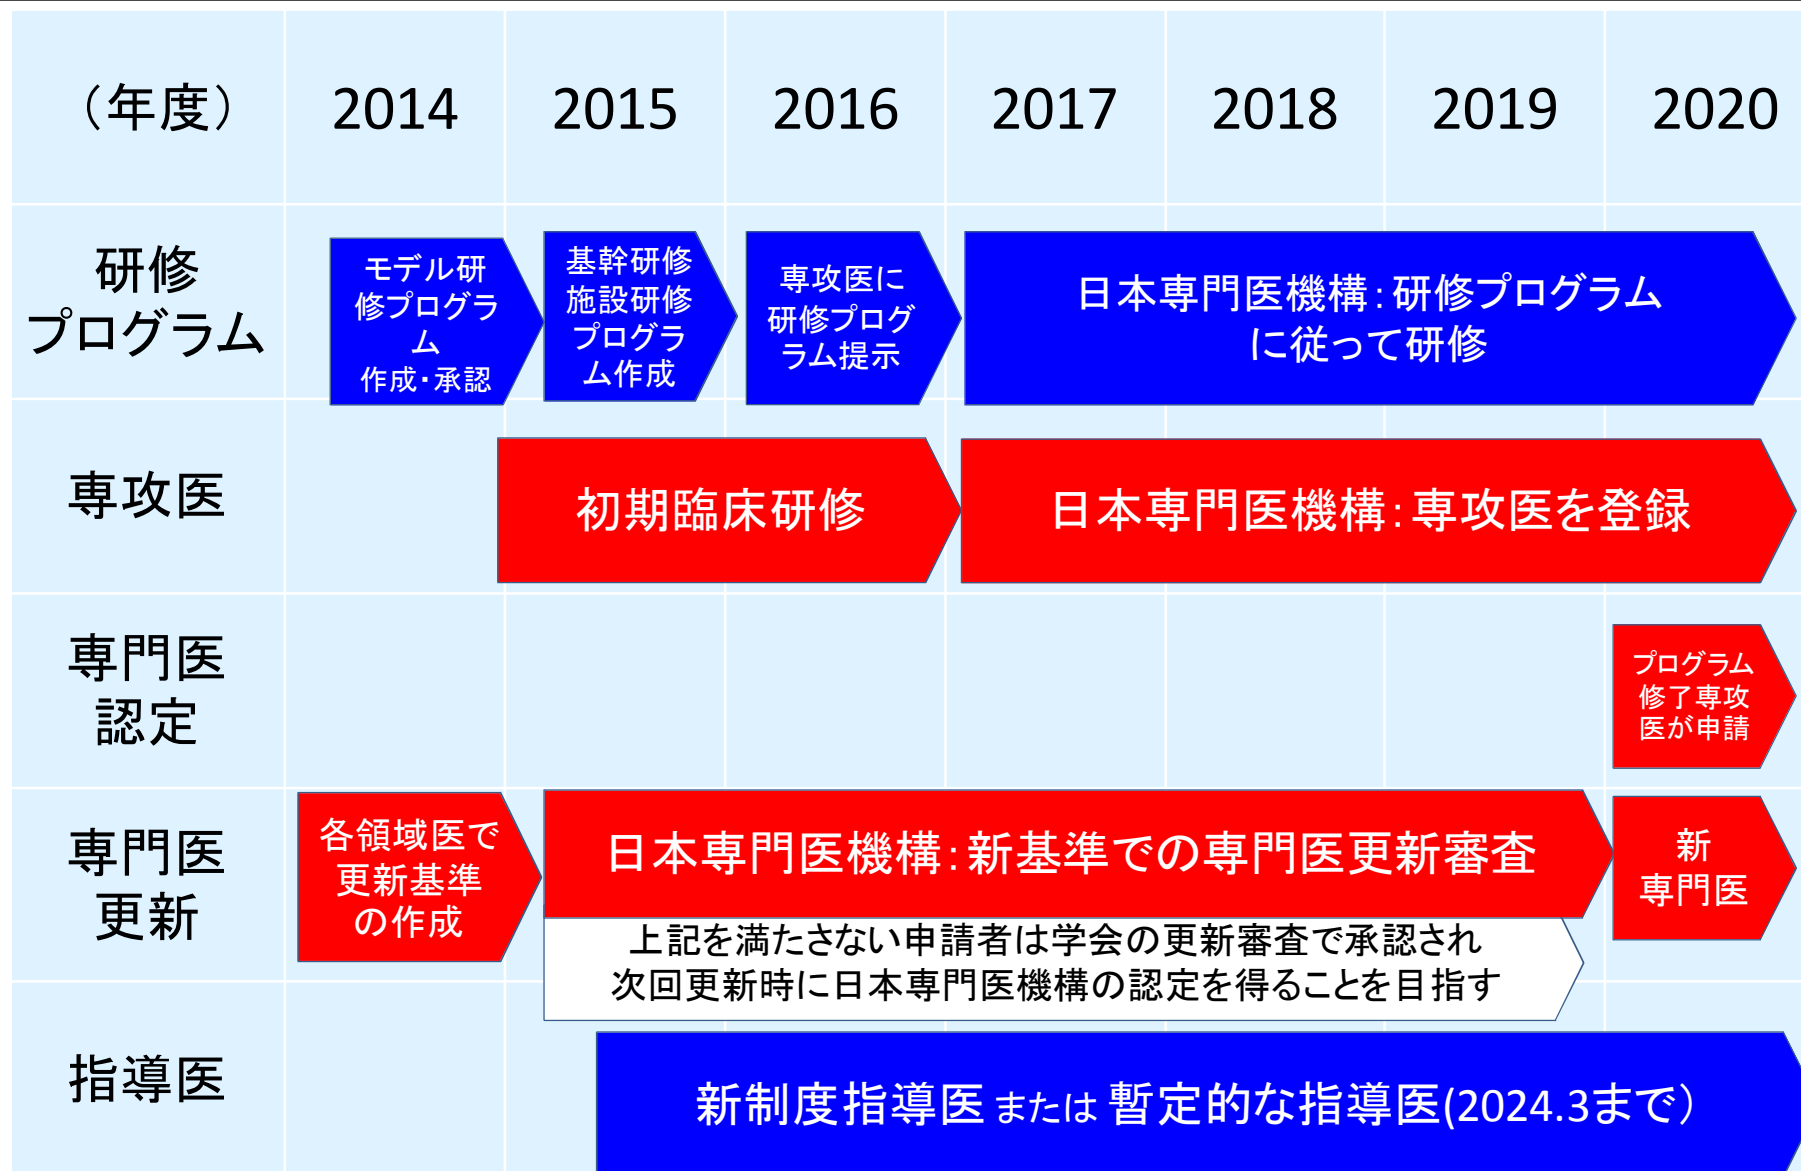 （年度） 2014 2015 2016 2017 2018 2019 2020
研修
プログラム
モデル研
修プログラ
ム
作成・承認
基幹研修
施設研修
プログラ
ム作成
専攻医に
研修プログ
ラム提示
日本専門医機構：研修プログラム
に従って研修
専攻医
初期臨床研修
日本専門医機構：専攻医を登録
専門医
認定
プログラム
修了専攻
医が申請
専門医
更新
各領域医で
更新基準
の作成
日本専門医機構：新基準での専門医更新審査
上記を満たさない申請者は学会の更新審査で承認され
次回更新時に日本専門医機構の認定を得ることを目指す
新
専門医
指導医
新制度指導医 または 暫定的な指導医(2024.3まで）